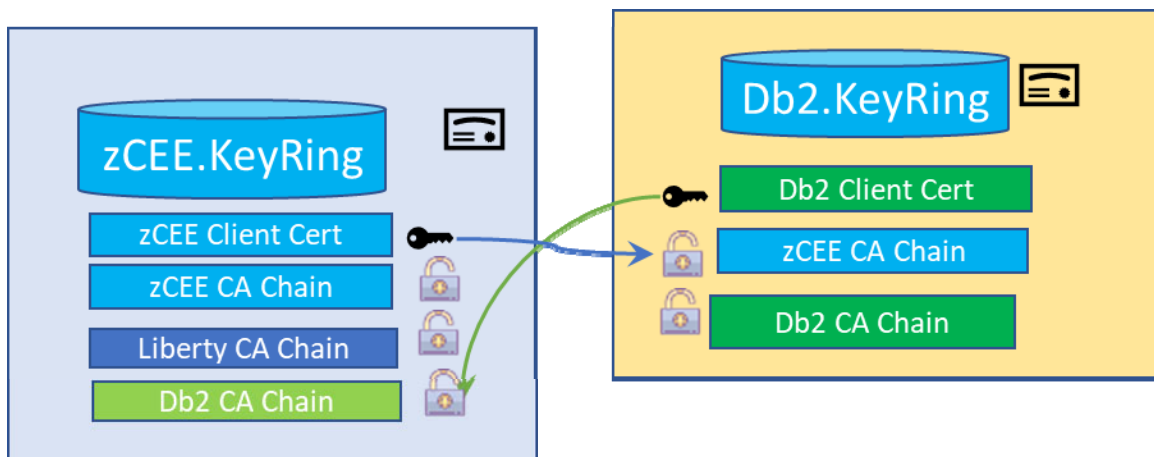 zCEE.KeyRing
zCEE Client Cert
zCEE CA Chain
Liberty CA Chain
Db2 CA Chain
Db2.KeyRing
Db2 Client Cert
zCEE CA Chain
Db2 CA Chain